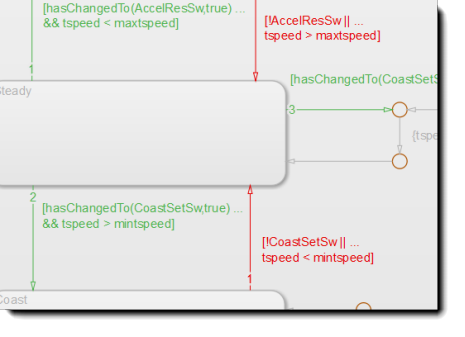 [hasChangedTo(AccelResSw,true) ...
&& tspeed < maxtspeed]
[!AccelResSw || ...
tspeed > maxtspeed]
1
Steady
[hasChangedTo(CoastSetS
3
{tspe
2
[hasChangedTo(CoastSetSw,true) ...
&& tspeed > mintspeed]
[!CoastSetSw || ...
tspeed < mintspeed]
1
Coast